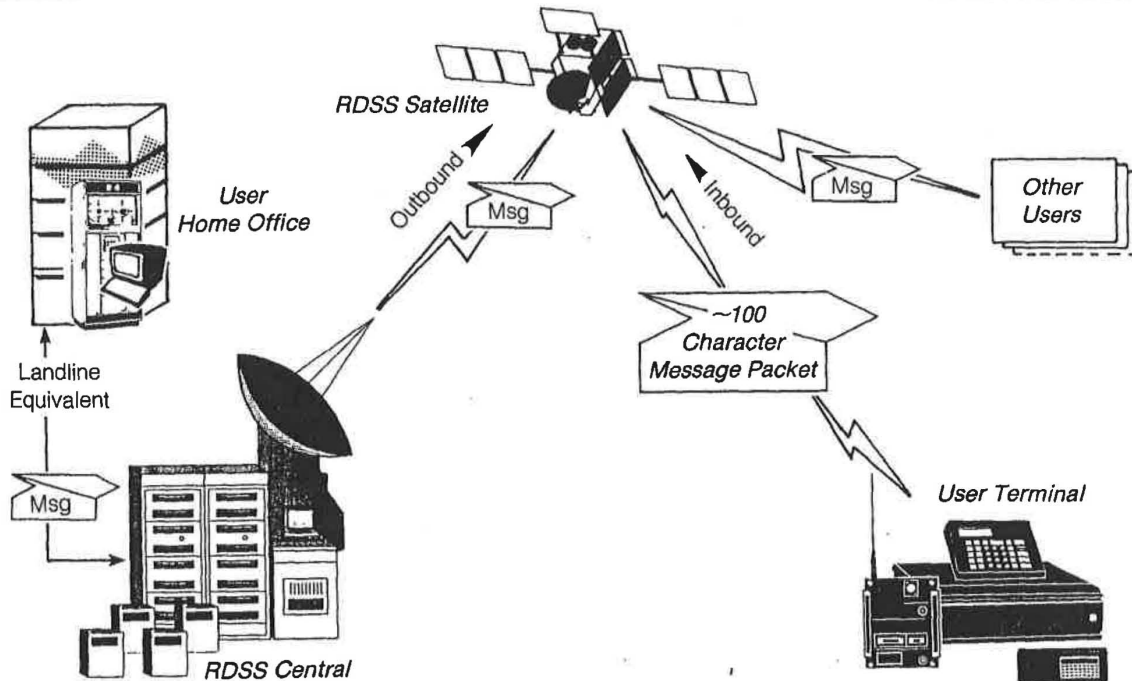 RDSS Satellite
User
Home Office
Outbound
Msg
Inbound
Msg
Other
Users
~100
Character
Message Packet
Landline
Equivalent
Msg
User Terminal
RDSS Central